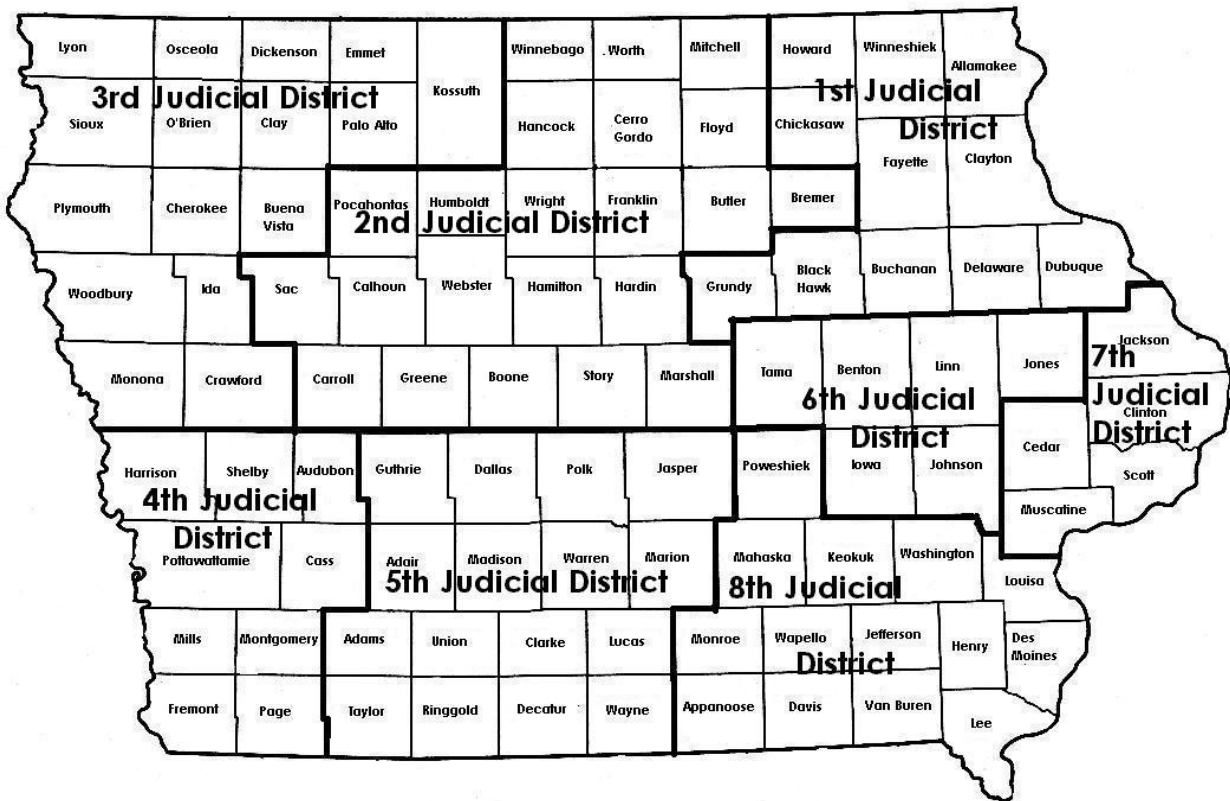 Lyon
Osceola
Dickenson
Emmet
Kossuth
Winnebago
Worth
Mitchell
Howard
Winneshiek
Allamakee
3rd Judicial District
1st Judicial
District
Sioux
O'Brien
Clay
Palo Alto
Hancock
Cerro
Gordo
Floyd
Chickasaw
Fayette
Clayton
Plymouth
Cherokee
Buena
Vista
Pocahontas
Humboldt
Wright
Franklin
Butler
Bremer
2nd Judicial District
Woodbury
Ida
Sac
Calhoun
Webster
Hamilton
Hardin
Grundy
Black
Hawk
Buchanan
Delaware
Dubuque
Monona
Crawford
Carroll
Greene
Boone
Story
Marshall
Tama
Benton
Linn
Jones
Jackson
7th
Judicial
District
Clinton
6th Judicial
District
Harrison
Shelby
Audubon
Guthrie
Dallas
Polk
Jasper
Poweshiek
Iowa
Johnson
Cedar
Scott
Muscatine
4th Judicial
District
Pottawattamie
Cass
Adair
Madison
Warren
Marion
Mahaska
Keokuk
Washington
Louisa
5th Judicial District
8th Judicial
District
Mills
Montgomery
Adams
Union
Clarke
Lucas
Monroe
Wapello
Jefferson
Henry
Des
Moines
Fremont
Page
Taylor
Ringgold
Decatur
Wayne
Appanoose
Davis
Van Buren
Lee